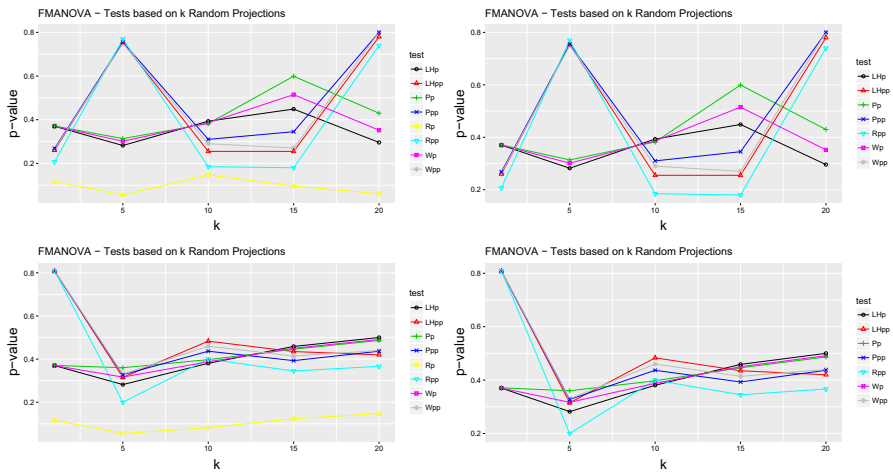 FMANOVA − Tests based on k Random Projections
p−value
0.8
0.6
0.4
0.2
5
10
15
20
k
test
LHp
LHpp
Pp
Ppp
Rp
Rpp
Wp
Wpp
FMANOVA − Tests based on k Random Projections
p−value
0.8
0.6
0.4
0.2
5
10
15
20
k
test
LHp
LHpp
Pp
Ppp
Rpp
Wp
Wpp
FMANOVA − Tests based on k Random Projections
p−value
0.8
0.6
0.4
0.2
5
10
15
20
k
test
LHp
LHpp
Pp
Ppp
Rp
Rpp
Wp
Wpp
FMANOVA − Tests based on k Random Projections
p−value
0.8
0.6
0.4
0.2
5
10
15
20
k
test
LHp
LHpp
Pp
Ppp
Rpp
Wp
Wpp